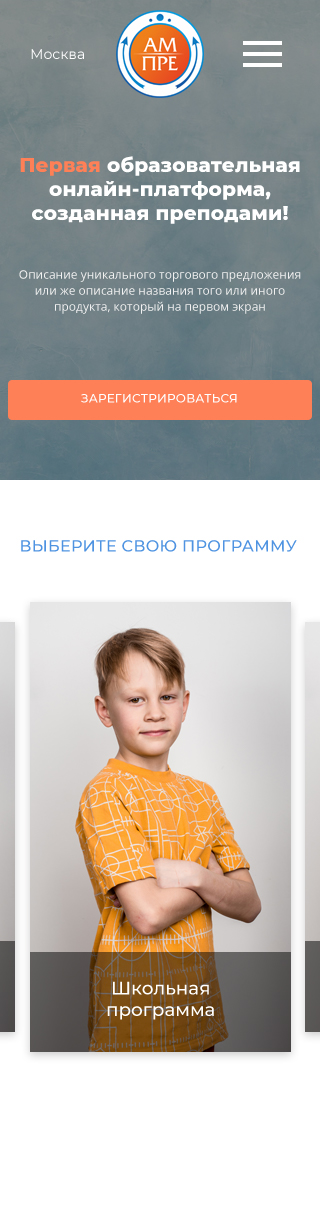 Москва
АМ
ПРЕ
Первая образовательная
онлайн-платформа,
созданная преподами!
Описание уникального торгового предложения
или же описание названия того или иного
продукта, который на первом экран
ЗАРЕГИСТРИРОВАТЬСЯ
ВЫБЕРИТЕ СВОЮ ПРОГРАММУ
Школьная
программа